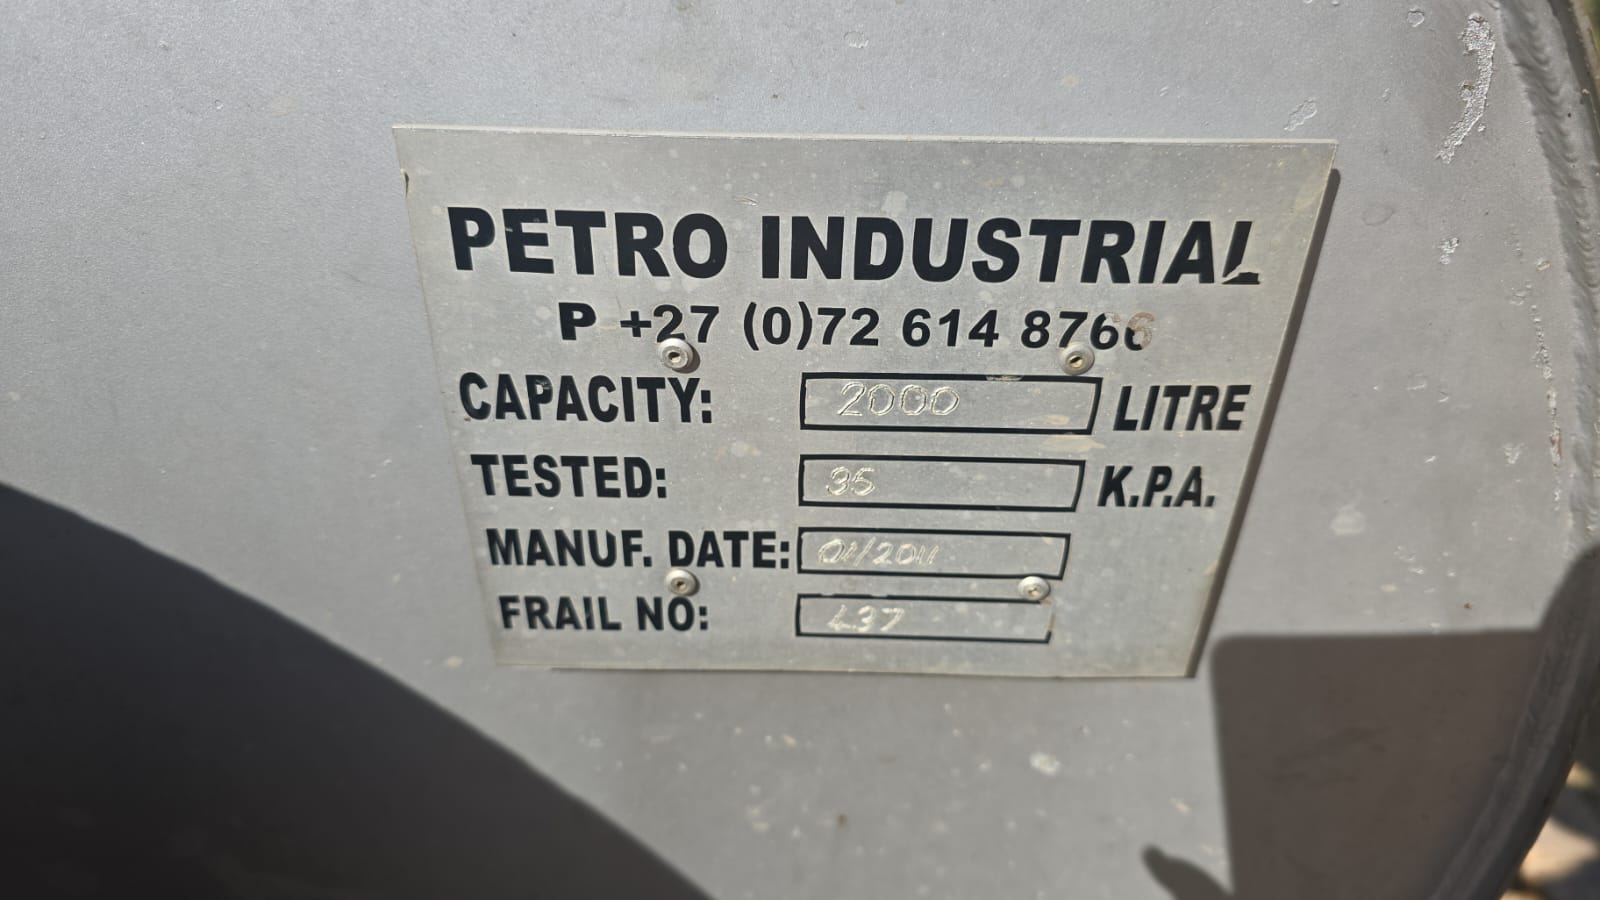 PETRO INDUSTRIAL
P +27 (0)72 614 8766
CAPACITY: 2000 LITRE
TESTED: 35 K.P.A.
MANUF. DATE: 01/2011
FRAIL NO: 437